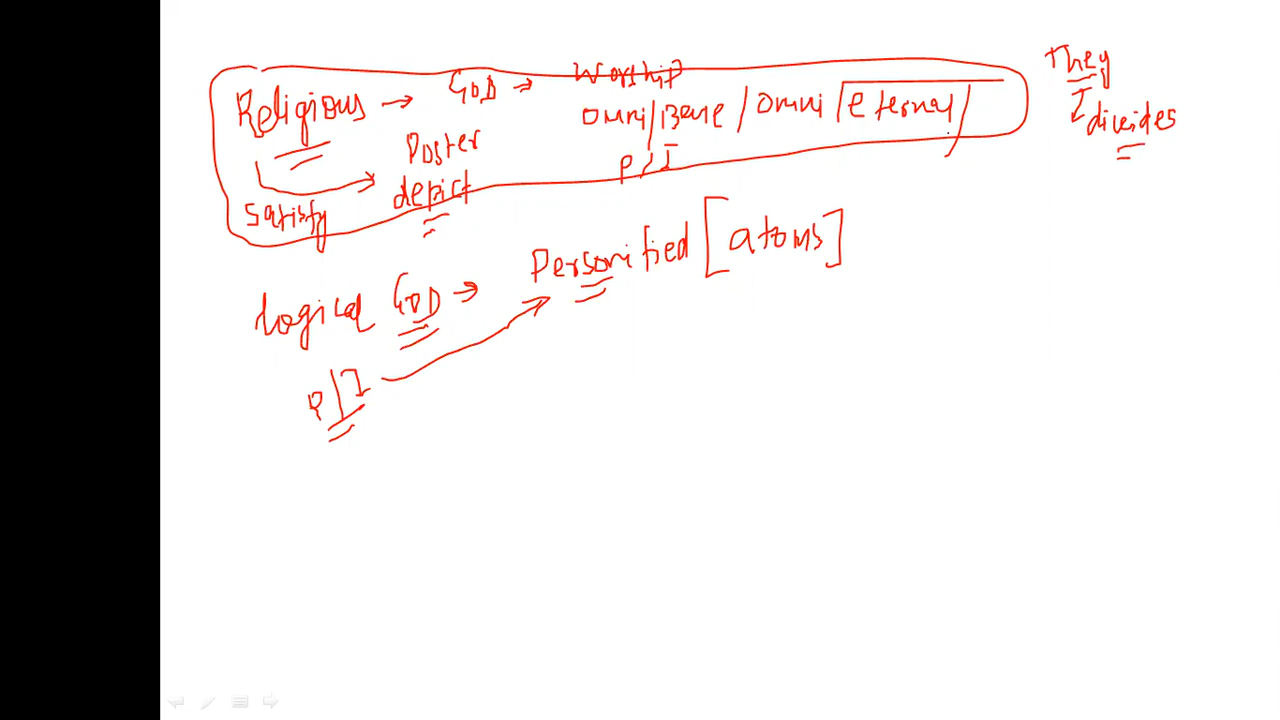 Religious → GOD → Worship
Omni/Bene/Omni/eternal/
P/I
Poster
depict
Satisfy
They
divides
Logical GOD → Personified [atoms]
P/I